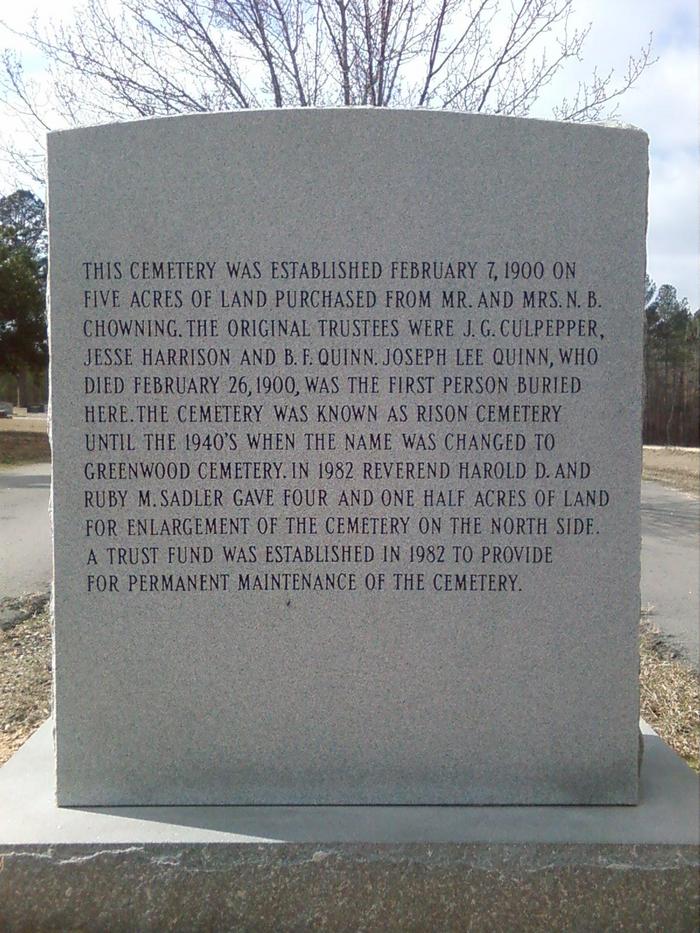 THIS CEMETERY WAS ESTABLISHED FEBRUARY 7, 1900 ON
FIVE ACRES OF LAND PURCHASED FROM MR. AND MRS. N. B.
CHOWNING. THE ORIGINAL TRUSTEES WERE J. G. CULPEPPER,
JESSE HARRISON AND B. F. QUINN. JOSEPH LEE QUINN, WHO
DIED FEBRUARY 26, 1900, WAS THE FIRST PERSON BURIED
HERE. THE CEMETERY WAS KNOWN AS RISON CEMETERY
UNTIL THE 1940'S WHEN THE NAME WAS CHANGED TO
GREENWOOD CEMETERY. IN 1982 REVEREND HAROLD D. AND
RUBY M. SADLER GAVE FOUR AND ONE HALF ACRES OF LAND
FOR ENLARGEMENT OF THE CEMETERY ON THE NORTH SIDE.
A TRUST FUND WAS ESTABLISHED IN 1982 TO PROVIDE
FOR PERMANENT MAINTENANCE OF THE CEMETERY.